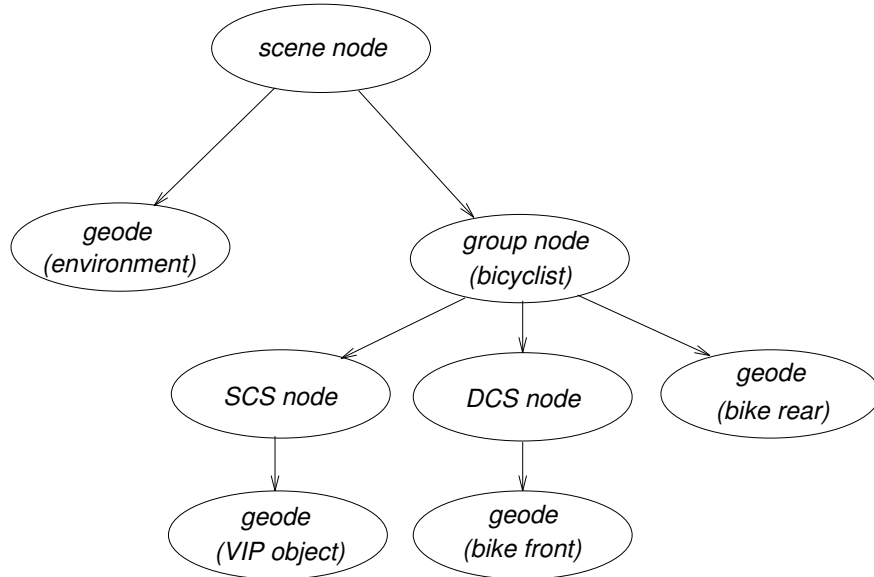 scene node
geode
(environment)
group node
(bicyclist)
SCS node
DCS node
geode
(bike rear)
geode
(VIP object)
geode
(bike front)